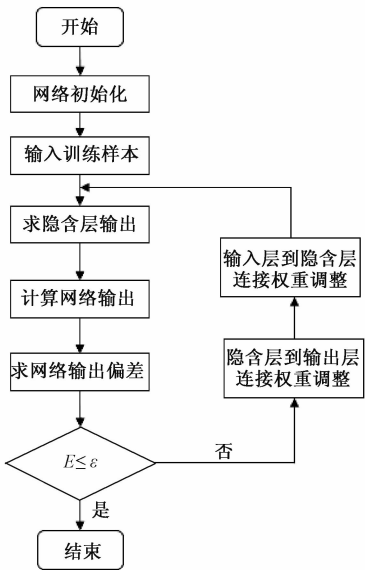 开始
网络初始化
输入训练样本
求隐含层输出
计算网络输出
求网络输出偏差
E≤ε
是
结束
否
隐含层到输出层
连接权重调整
输入层到隐含层
连接权重调整